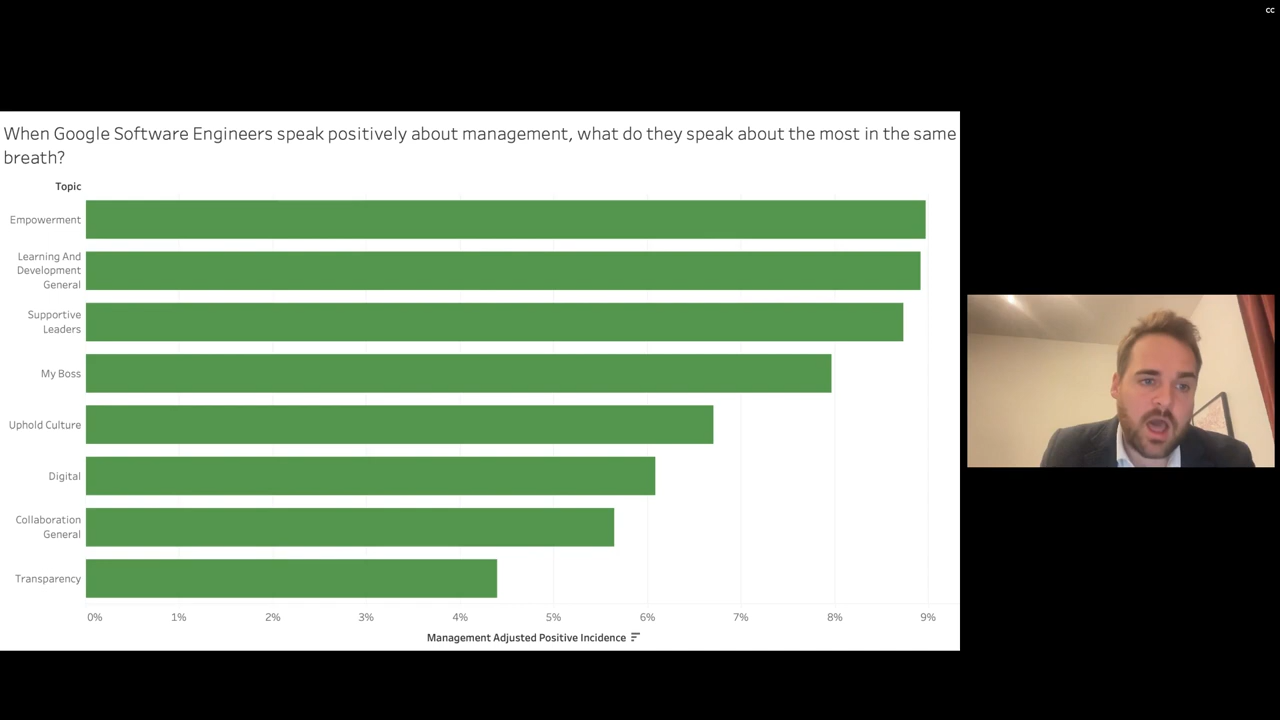 cc
When Google Software Engineers speak positively about management, what do they speak about the most in the same
breath?
Topic
Empowerment
Learning And
Development
General
Supportive
Leaders
My Boss
Uphold Culture
Digital
Collaboration
General
Transparency
0% 1% 2% 3% 4% 5% 6% 7% 8% 9%
Management Adjusted Positive Incidence